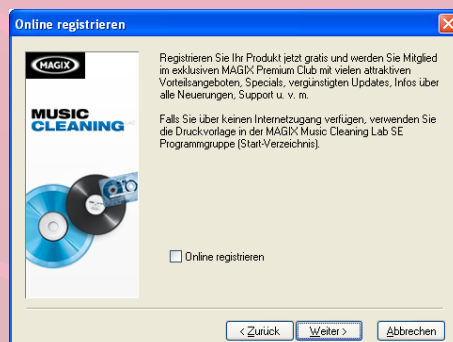 Online registrieren
MAGIX
MUSIC
CLEANING
Registrieren Sie Ihr Produkt jetzt gratis und werden Sie Mitglied
im exklusiven MAGIX Premium Club mit vielen attraktiven
Vorteilsangeboten, Specials, vergünstigten Updates, Infos über
alle Neuerungen, Support u. v. m.
Falls Sie über keinen Internetzugang verfügen, verwenden Sie
die Druckvorlage in der MAGIX Music Cleaning Lab SE
Programmgruppe (Start-Verzeichnis).
Online registrieren
< Zurück
Weiter >
Abbrechen